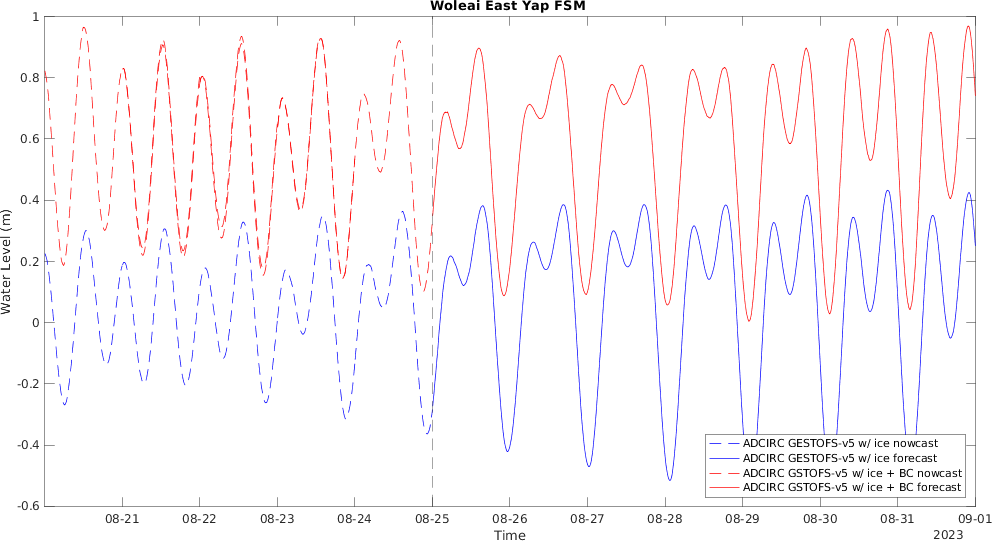 Woleai East Yap FSM
Water Level (m)
1
0.8
0.6
0.4
0.2
0
-0.2
-0.4
-0.6
ADCIRC GESTOFS-v5 w/ ice nowcast
ADCIRC GESTOFS-v5 w/ ice forecast
ADCIRC GSTOFS-v5 w/ ice + BC nowcast
ADCIRC GSTOFS-v5 w/ ice + BC forecast
08-21 08-22 08-23 08-24 08-25 08-26 08-27 08-28 08-29 08-30 08-31 09-01
Time
2023